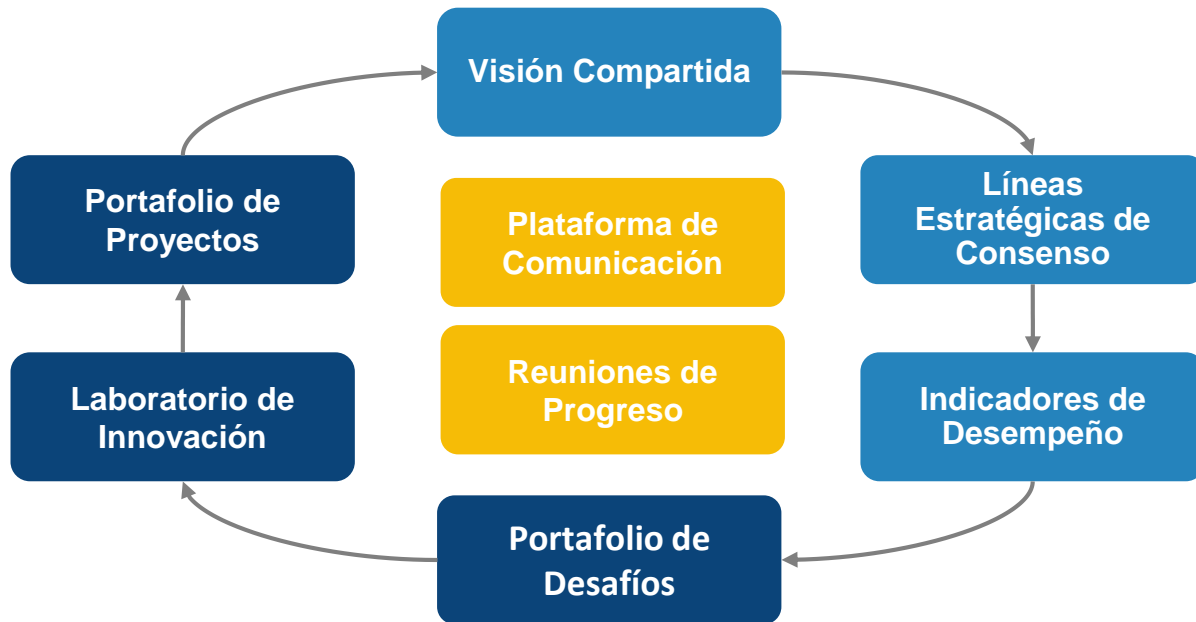 Visión Compartida
Líneas
Estratégicas de
Consenso
Indicadores de
Desempeño
Portafolio de
Desafíos
Laboratorio de
Innovación
Portafolio de
Proyectos
Plataforma de
Comunicación
Reuniones de
Progreso